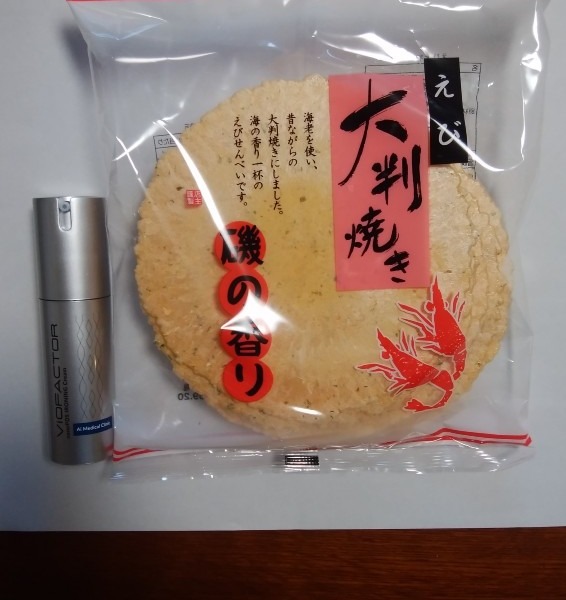 えび
大判焼き
海老を使い、
昔ながらの
大判焼きにしました。
海の香り一杯の
えびせんべいです。
磯の香り
VIOFACTOR
Ai Medical Clinic